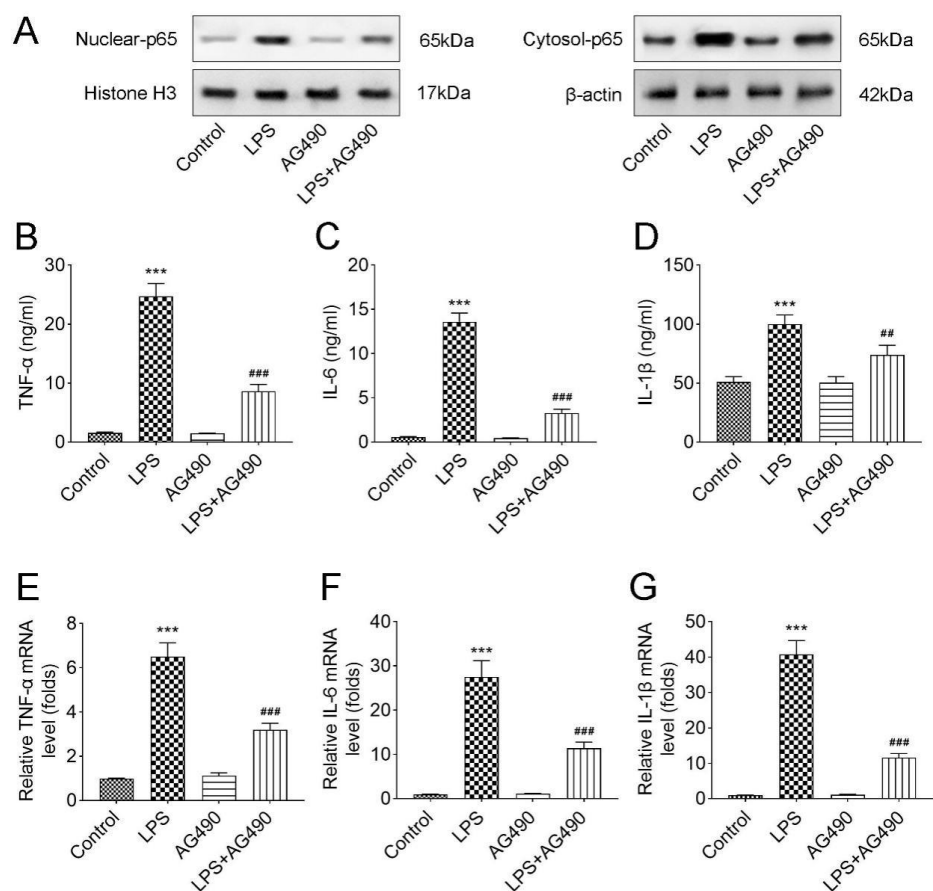 A
Nuclear-p65
65kDa
Histone H3
17kDa
Control
LPS
AG490
LPS+AG490
Cytosol-p65
65kDa
β-actin
42kDa
Control
LPS
AG490
LPS+AG490
B
TNF-α (ng/ml)
30
20
10
0
***
###
Control
LPS
AG490
LPS+AG490
C
IL-6 (ng/ml)
20
15
10
5
0
***
###
Control
LPS
AG490
LPS+AG490
D
IL-1β (ng/ml)
150
100
50
0
***
##
Control
LPS
AG490
LPS+AG490
E
Relative TNF-α mRNA
level (folds)
8
6
4
2
0
***
###
Control
LPS
AG490
LPS+AG490
F
Relative IL-6 mRNA
level (folds)
40
30
20
10
0
***
###
Control
LPS
AG490
LPS+AG490
G
Relative IL-1β mRNA
level (folds)
50
40
30
20
10
0
***
###
Control
LPS
AG490
LPS+AG490